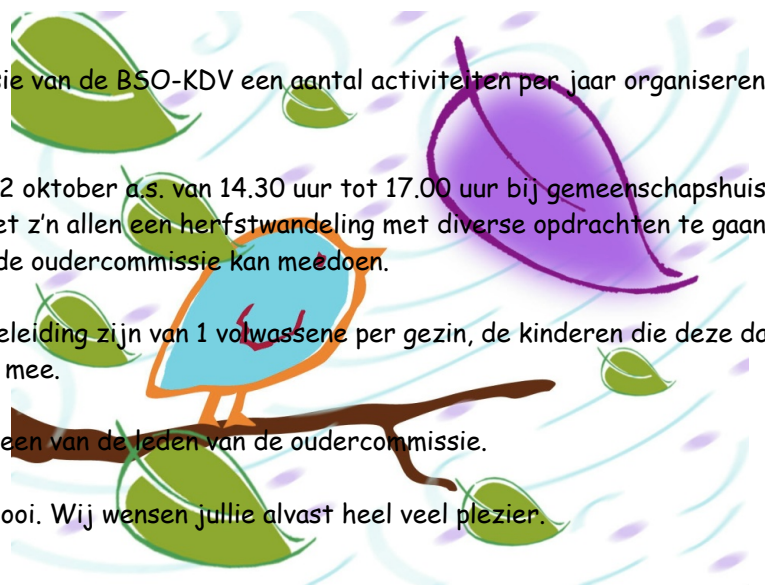 ie van de BSO-KDV een aantal activiteiten per jaar organiseren
2 oktober a.s. van 14.30 uur tot 17.00 uur bij gemeenschapshuis
et z'n allen een herfstwandeling met diverse opdrachten te gaan
de oudercommissie kan meedoen.
eleiding zijn van 1 volwassene per gezin, de kinderen die deze da
mee.
een van de leden van de oudercommissie.
ooi. Wij wensen jullie alvast heel veel plezier.